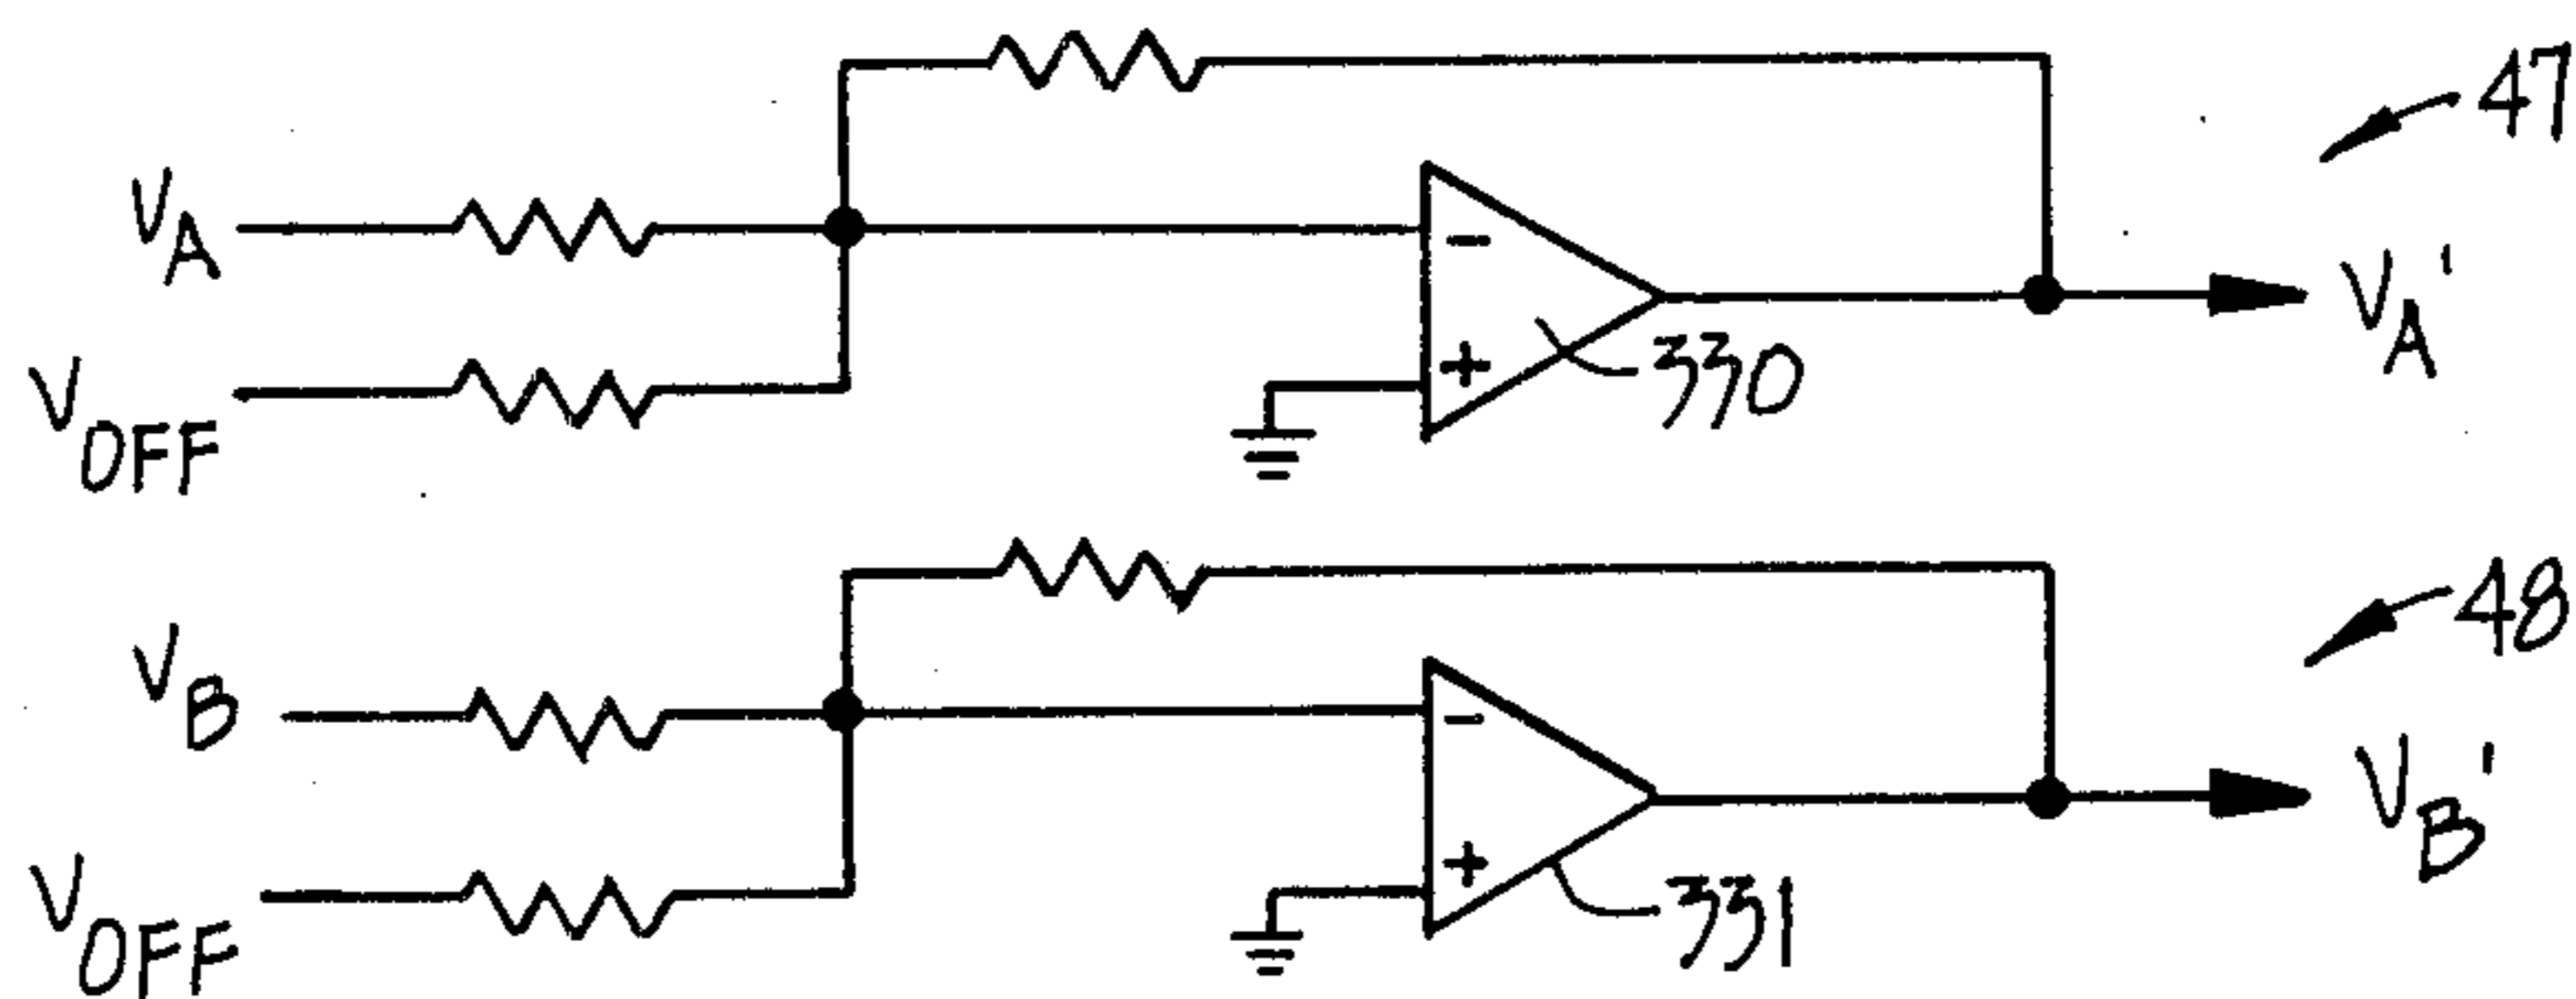 47
V_A
-
V_A'
+
330
V_OFF
48
V_B
-
V_B'
+
331
V_OFF